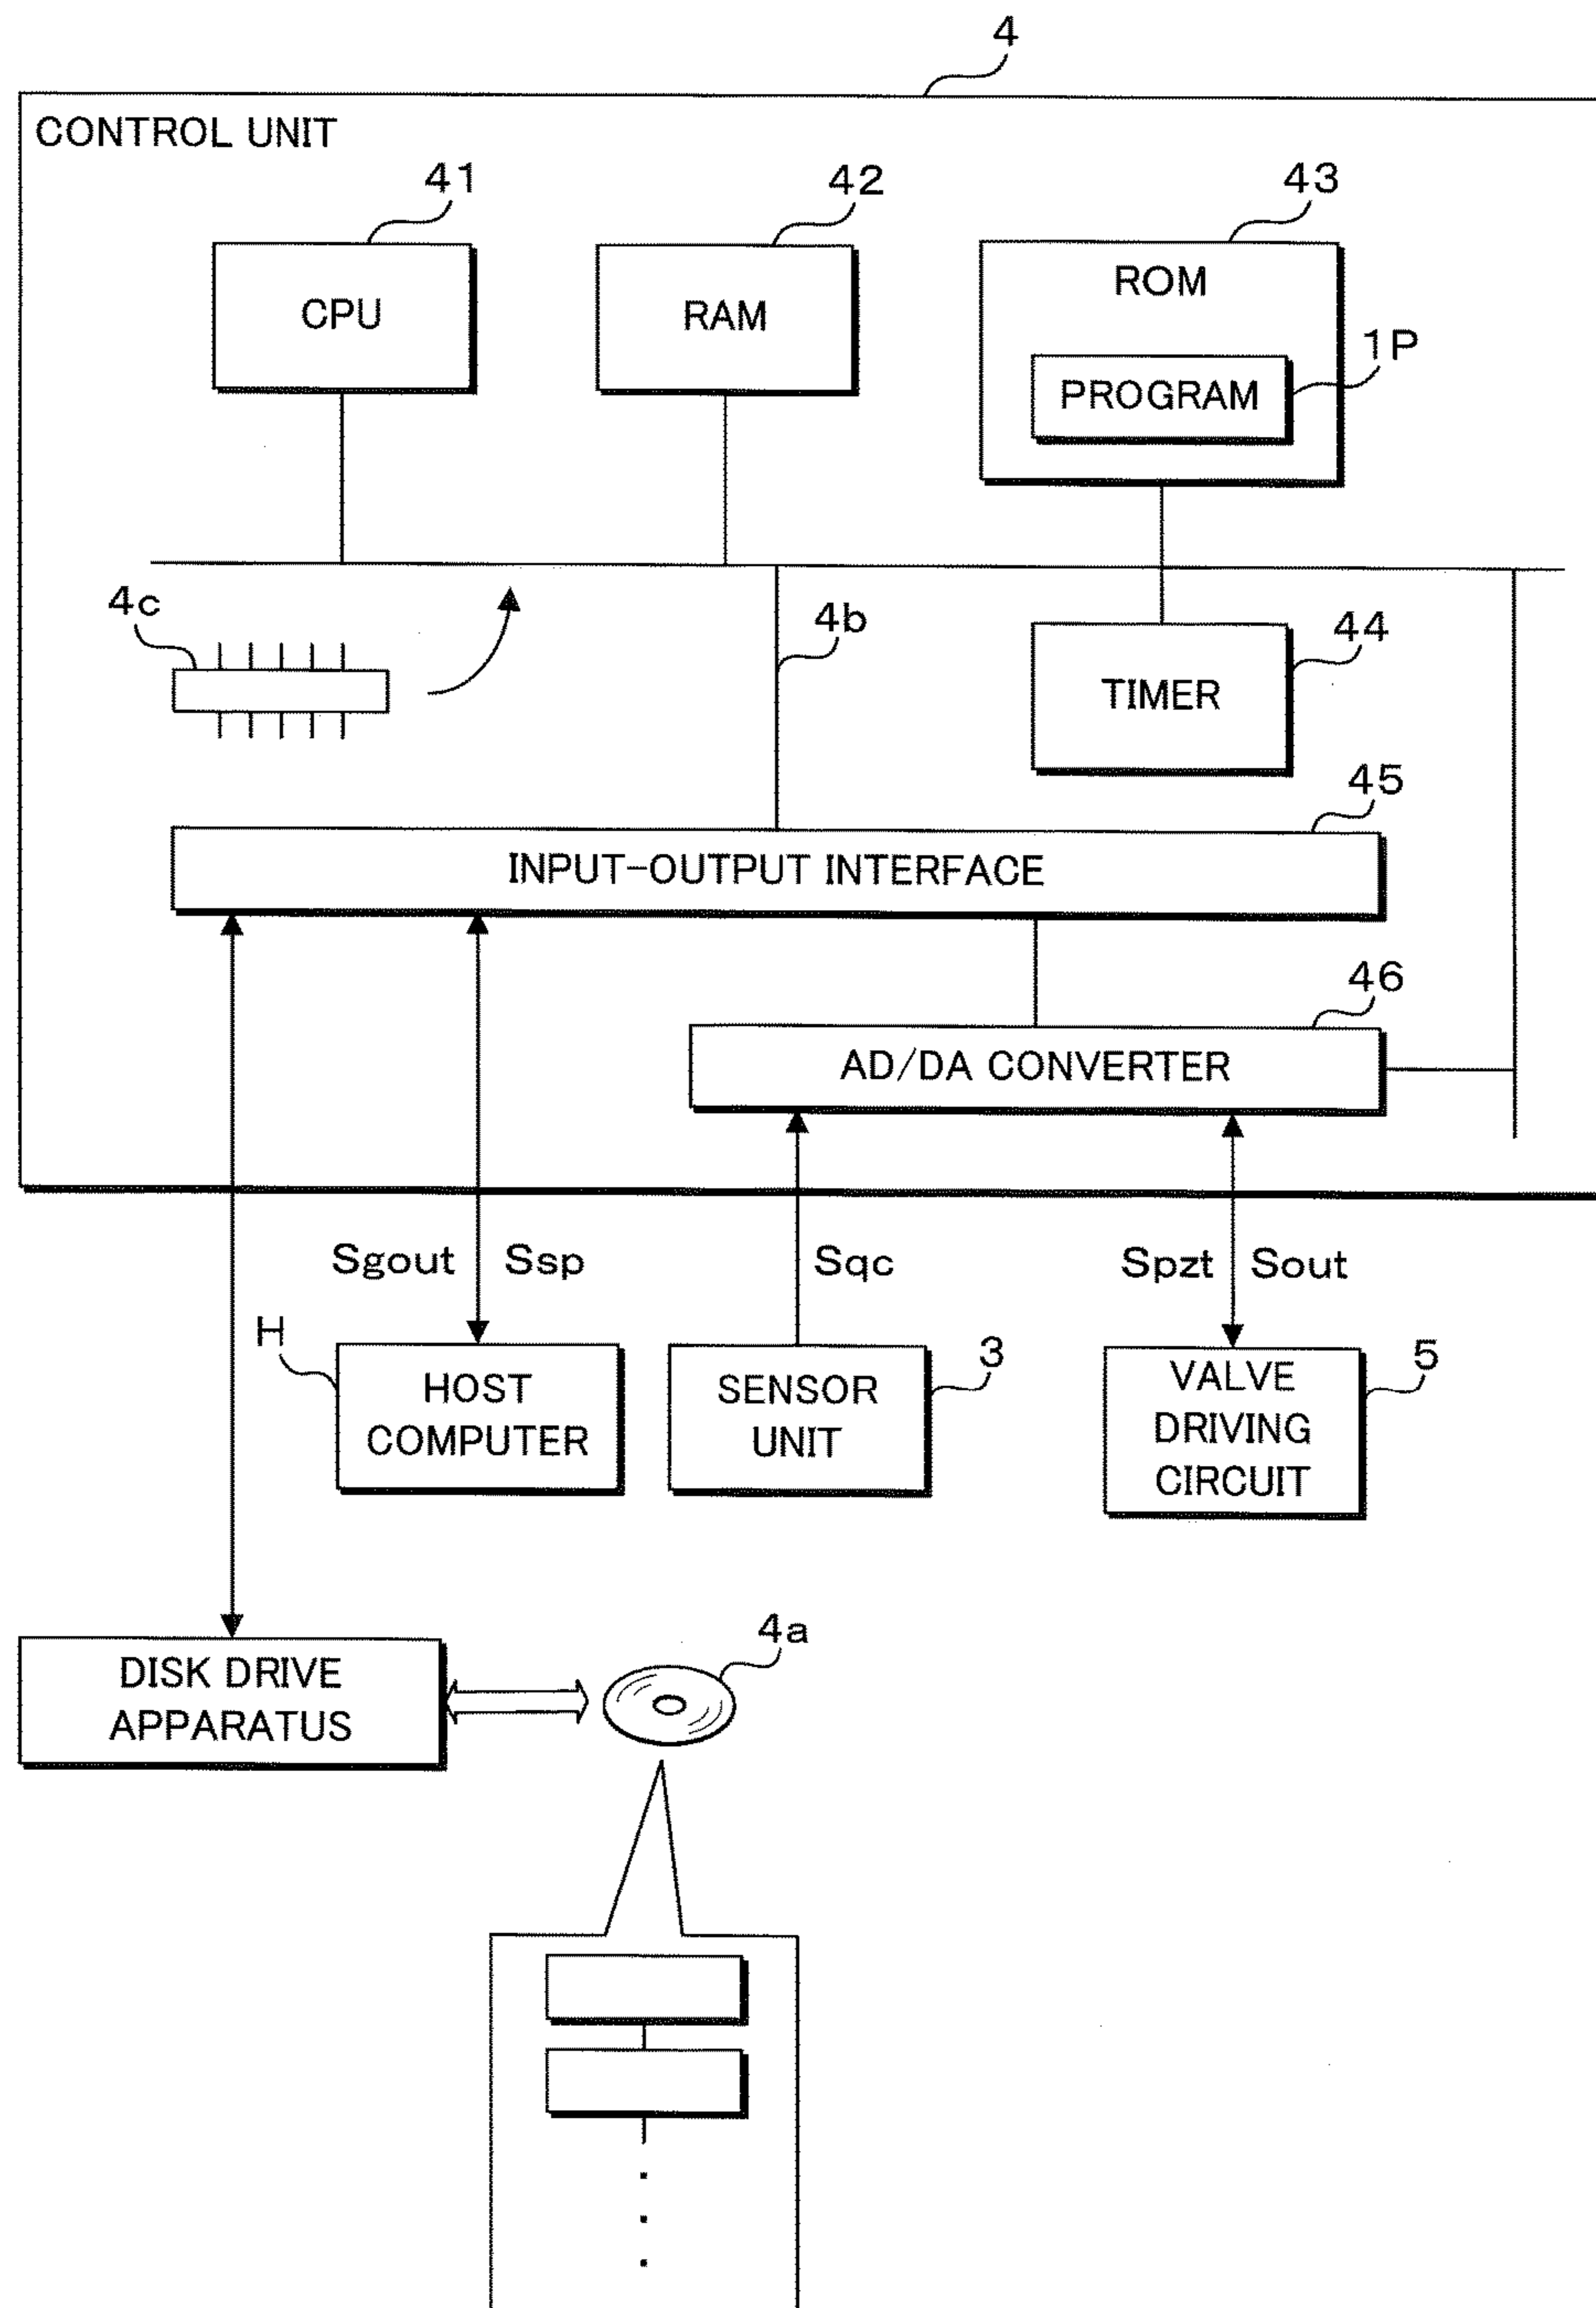 4
CONTROL UNIT
41
42
43
CPU
RAM
ROM
1P
PROGRAM
4c
4b
44
TIMER
45
INPUT-OUTPUT INTERFACE
46
AD/DA CONVERTER
Sgout
Ssp
Sqc
Spzt
Sout
H
HOST
COMPUTER
SENSOR
UNIT
3
VALVE
DRIVING
CIRCUIT
5
4a
DISK DRIVE
APPARATUS